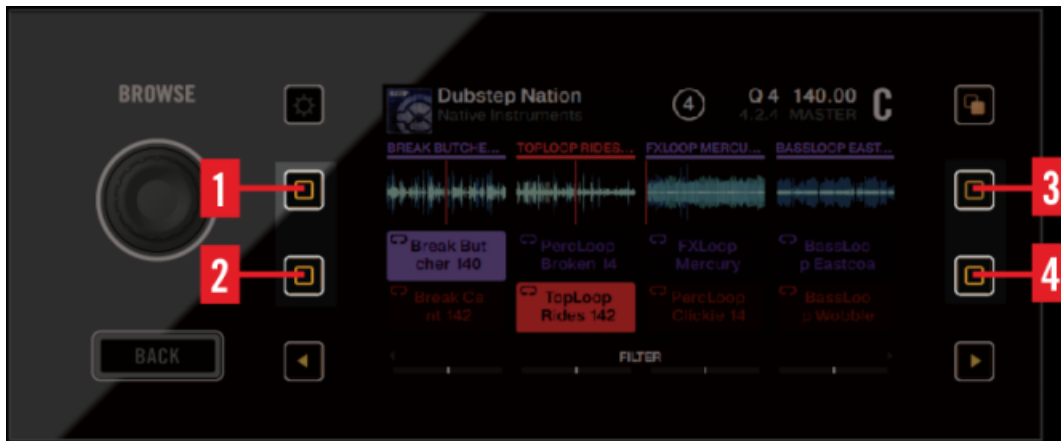 BROWSE
Dubstep Nation
Native Instruments
4
Q 4 140.00
4.2.4 MASTER
C
BREAK BUTCHE...
TOPLOOP RIDES...
FXLOOP MERCU...
BASSLOOP EAST...
1
3
2
4
Break But
cher 140
PercLoop
Broken 14
FXLoop
Mercury
BassLoo
p Eastcoa
Break Ca
nt 142
TopLoop
Rides 142
PercLoop
Clickie 14
BassLoo
p Wobble
BACK
FILTER